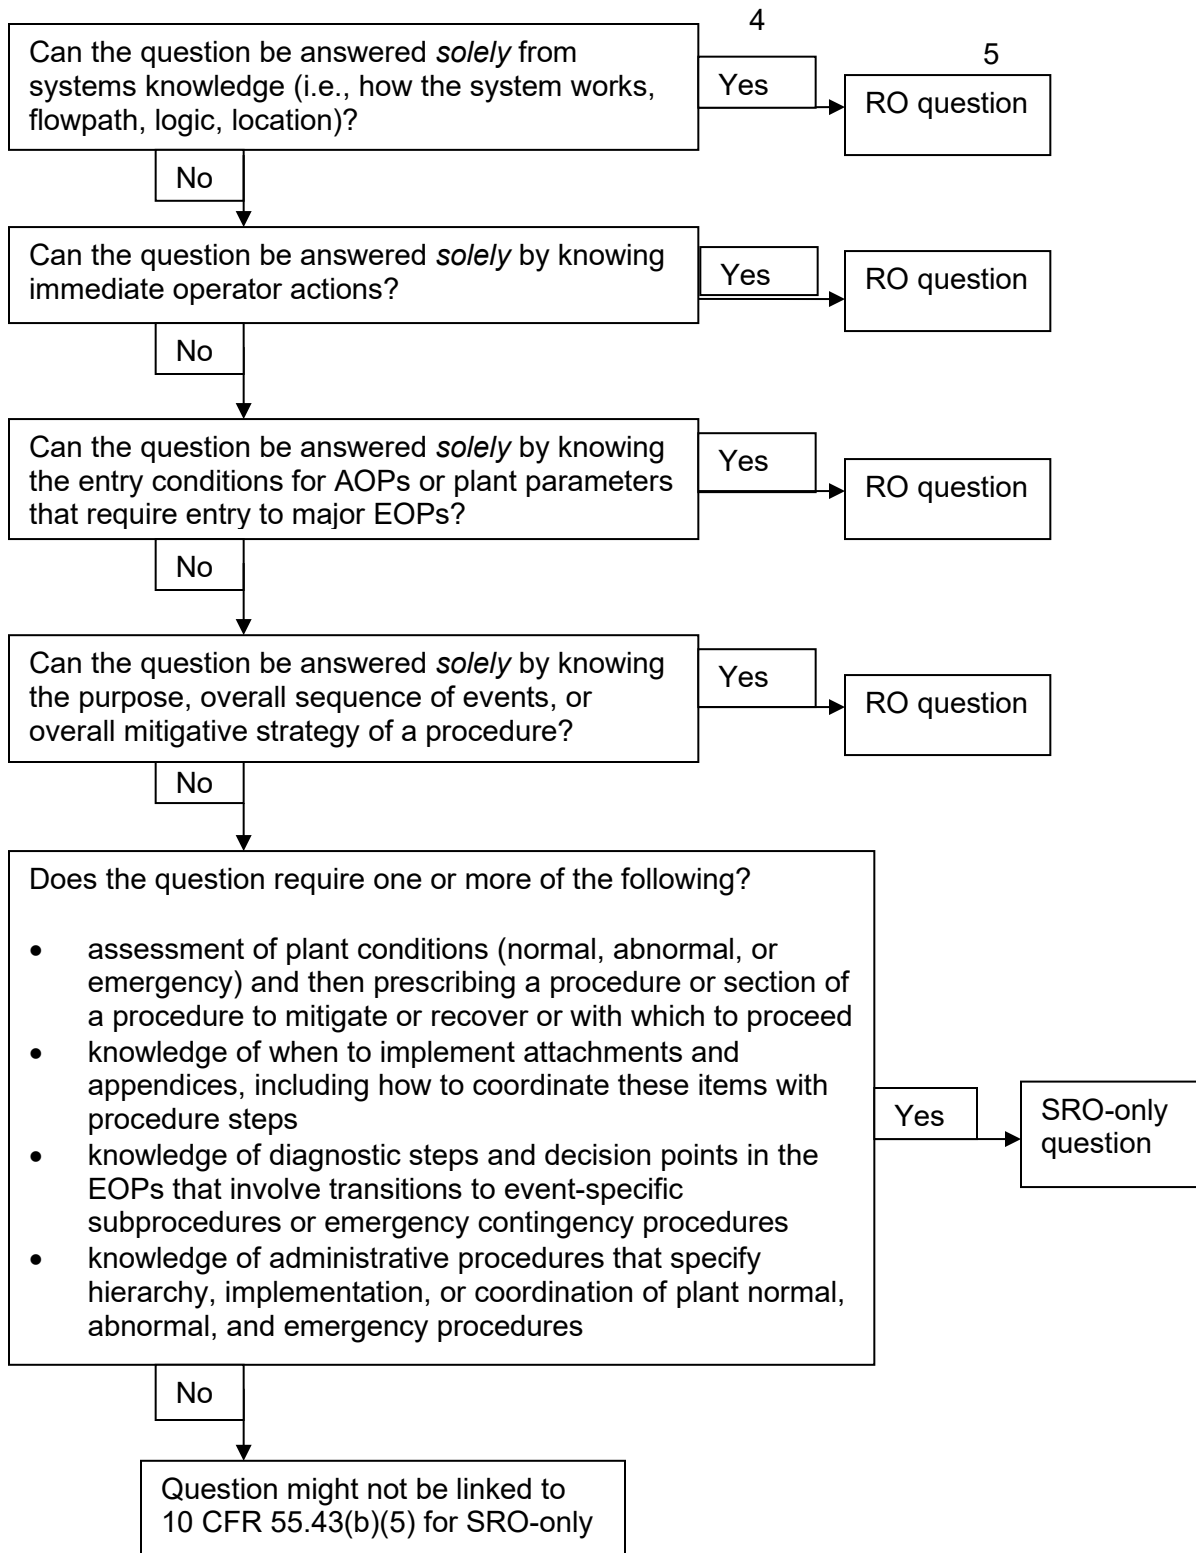 4
5
Can the question be answered solely from
systems knowledge (i.e., how the system works,
flowpath, logic, location)?
Yes
RO question
No
Can the question be answered solely by knowing
immediate operator actions?
Yes
RO question
No
Can the question be answered solely by knowing
the entry conditions for AOPs or plant parameters
that require entry to major EOPs?
Yes
RO question
No
Can the question be answered solely by knowing
the purpose, overall sequence of events, or
overall mitigative strategy of a procedure?
Yes
RO question
No
Does the question require one or more of the following?
• assessment of plant conditions (normal, abnormal, or
emergency) and then prescribing a procedure or section of
a procedure to mitigate or recover or with which to proceed
• knowledge of when to implement attachments and
appendices, including how to coordinate these items with
procedure steps
• knowledge of diagnostic steps and decision points in the
EOPs that involve transitions to event-specific
subprocedures or emergency contingency procedures
• knowledge of administrative procedures that specify
hierarchy, implementation, or coordination of plant normal,
abnormal, and emergency procedures
Yes
SRO-only
question
No
Question might not be linked to
10 CFR 55.43(b)(5) for SRO-only